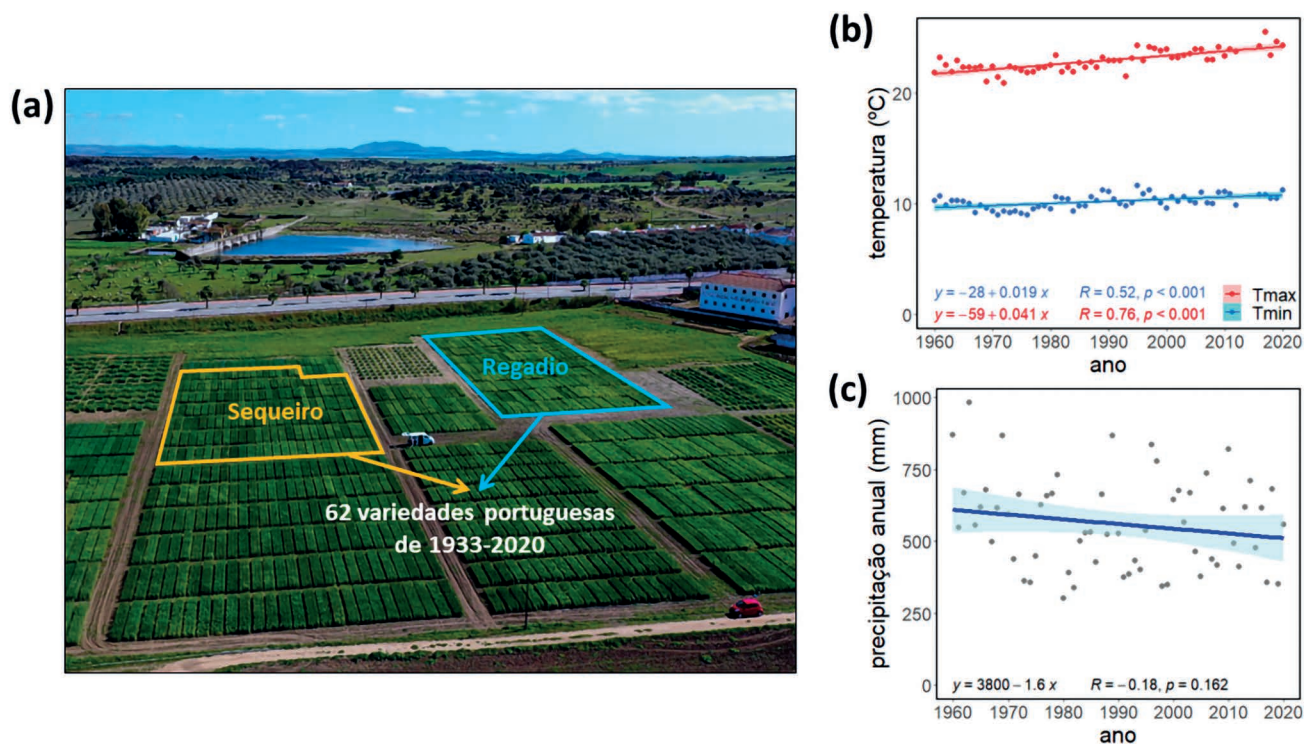 (a)
Sequeiro
Regadio
62 variedades portuguesas
de 1933-2020
(b)
temperatura (ºC)
20
10
0
y = −28 + 0.019 x R = 0.52, p < 0.001
y = −59 + 0.041 x R = 0.76, p < 0.001
Tmax
Tmin
1960 1970 1980 1990 2000 2010 2020
ano
(c)
precipitação anual (mm)
1000
750
500
250
0
y = 3800 − 1.6 x R = −0.18, p = 0.162
1960 1970 1980 1990 2000 2010 2020
ano